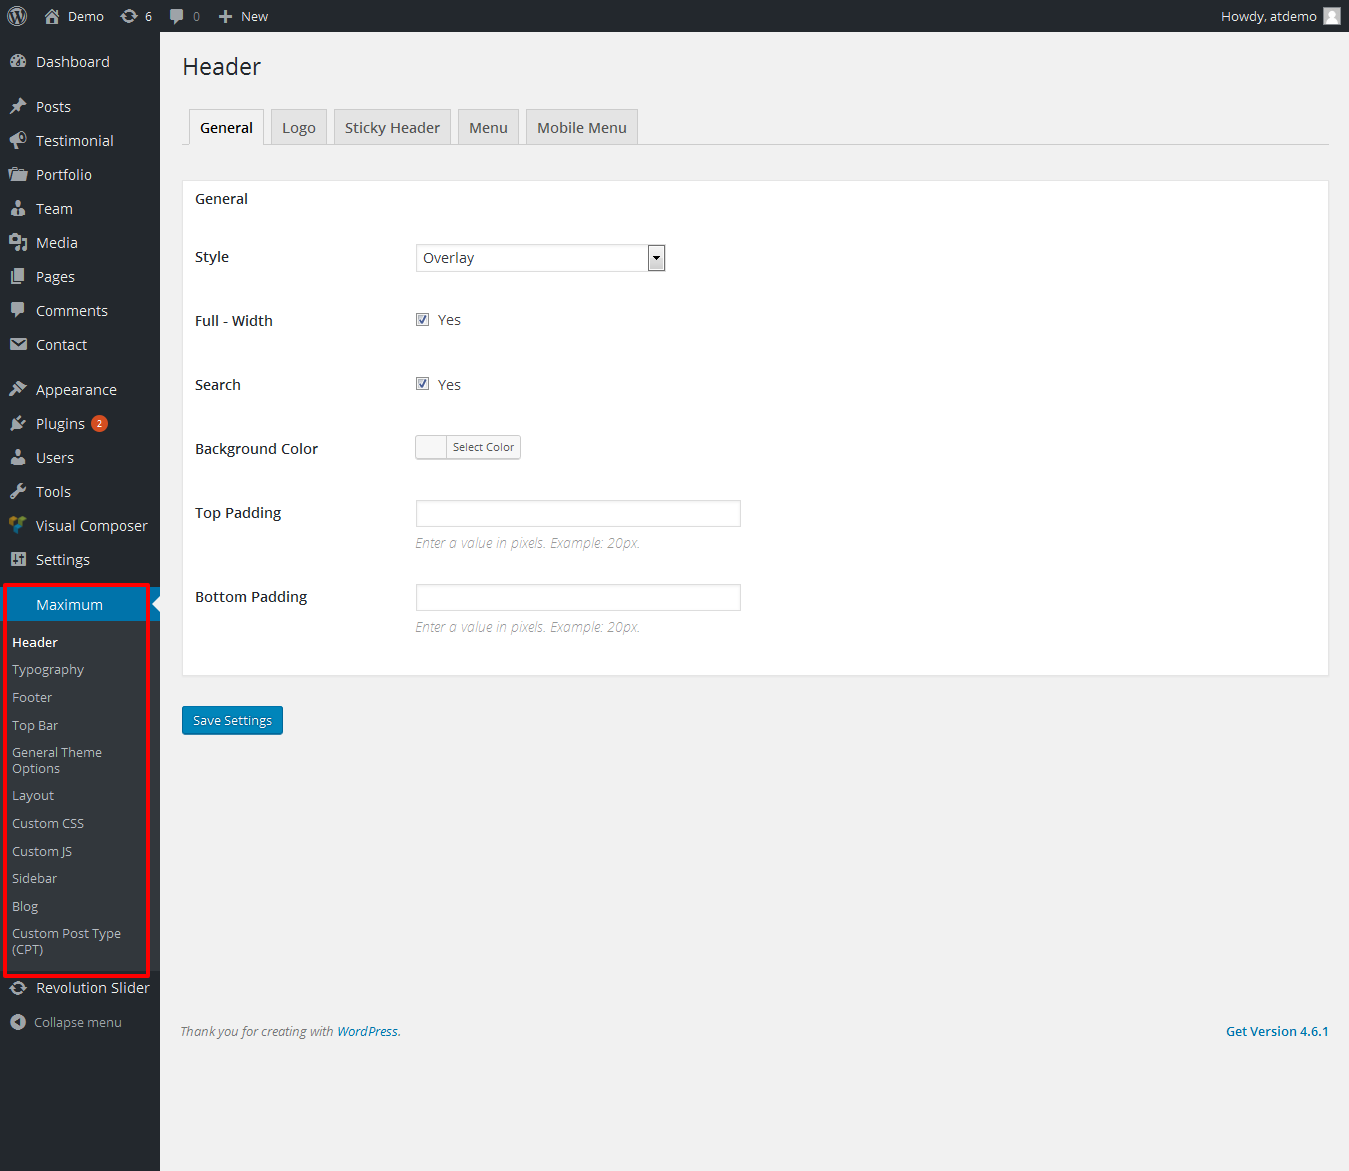 Demo 6 0 New Howdy, atdemo
Dashboard
Posts
Testimonial
Portfolio
Team
Media
Pages
Comments
Contact
Appearance
Plugins 2
Users
Tools
Visual Composer
Settings
Maximum
Header
Typography
Footer
Top Bar
General Theme
Options
Layout
Custom CSS
Custom JS
Sidebar
Blog
Custom Post Type
(CPT)
Revolution Slider
Collapse menu
Header
General Logo Sticky Header Menu Mobile Menu
General
Style Overlay
Full - Width Yes
Search Yes
Background Color Select Color
Top Padding
Enter a value in pixels. Example: 20px.
Bottom Padding
Enter a value in pixels. Example: 20px.
Save Settings
Thank you for creating with WordPress. Get Version 4.6.1